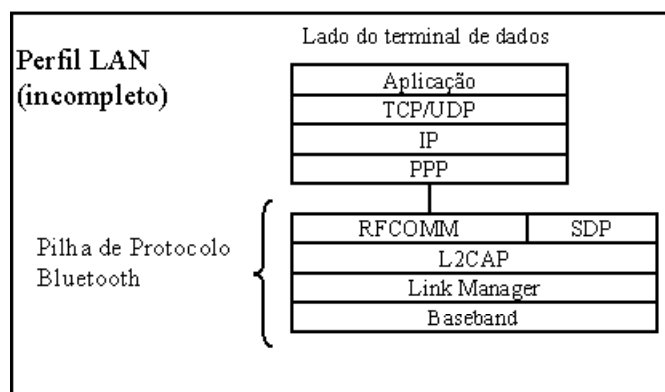 Lado do terminal de dados
Perfil LAN
(incompleto)
Aplicação
TCP/UDP
IP
PPP
RFCOMM SDP
Pilha de Protocolo
Bluetooth
L2CAP
Link Manager
Baseband